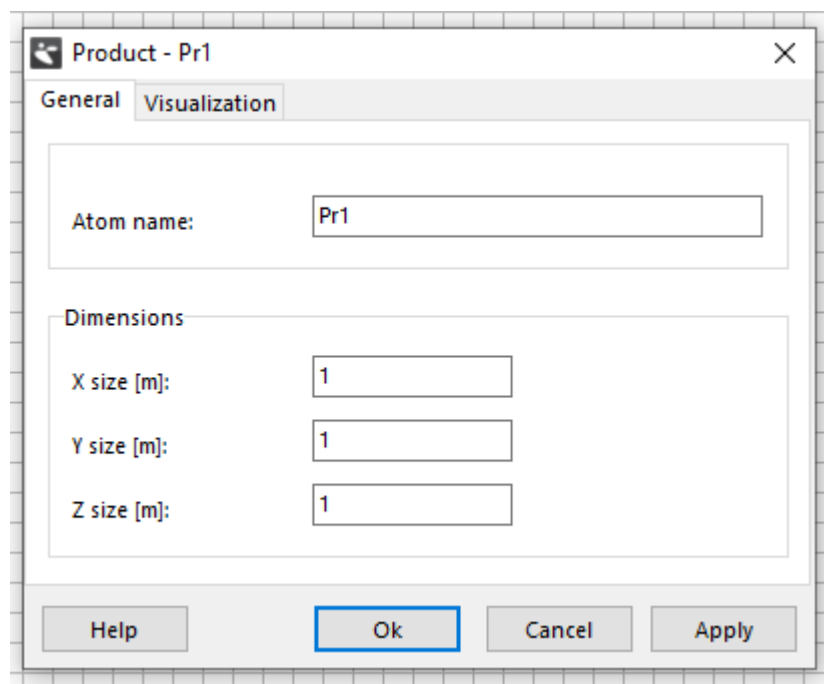 Product - Pr1
General Visualization
Atom name: Pr1
Dimensions
X size [m]: 1
Y size [m]: 1
Z size [m]: 1
Help Ok Cancel Apply